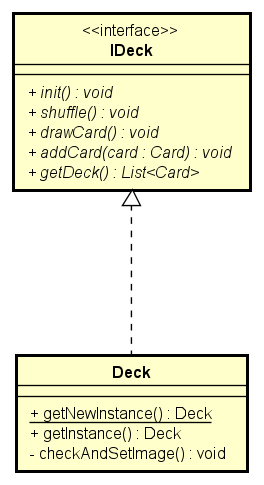 <<interface>>
IDeck
+ init() : void
+ shuffle() : void
+ drawCard() : void
+ addCard(card : Card) : void
+ getDeck() : List<Card>
Deck
+ getNewInstance() : Deck
+ getInstance() : Deck
- checkAndSetImage() : void